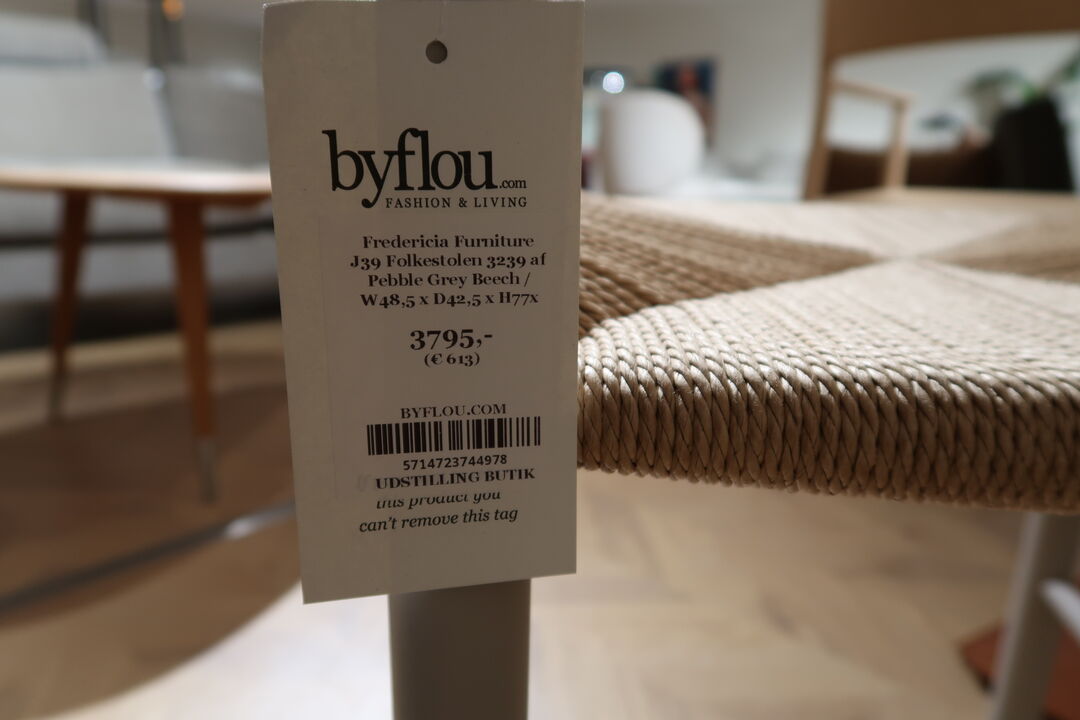 byflou.com
FASHION & LIVING
Fredericia Furniture
J39 Folkestolen 3239 af
Pebble Grey Beech /
W48,5 x D42,5 x H77x
3795,-
(€ 613)
BYFLOU.COM
5714723744978
UDSTILLING BUTIK
this product you
can't remove this tag